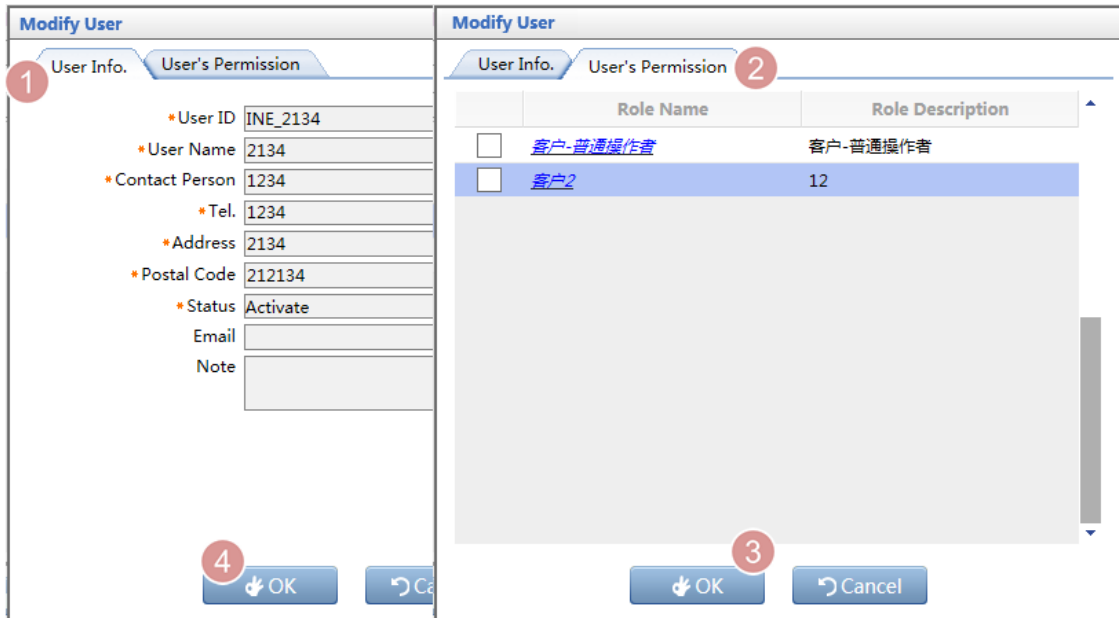 Modify User
1
User Info.
User's Permission
*User ID INE_2134
*User Name 2134
*Contact Person 1234
*Tel. 1234
*Address 2134
*Postal Code 212134
*Status Activate
Email
Note
4
OK
Ca
Modify User
User Info.
User's Permission
2
Role Name Role Description
客户-普通操作者 客户-普通操作者
客户2 12
3
OK
Cancel